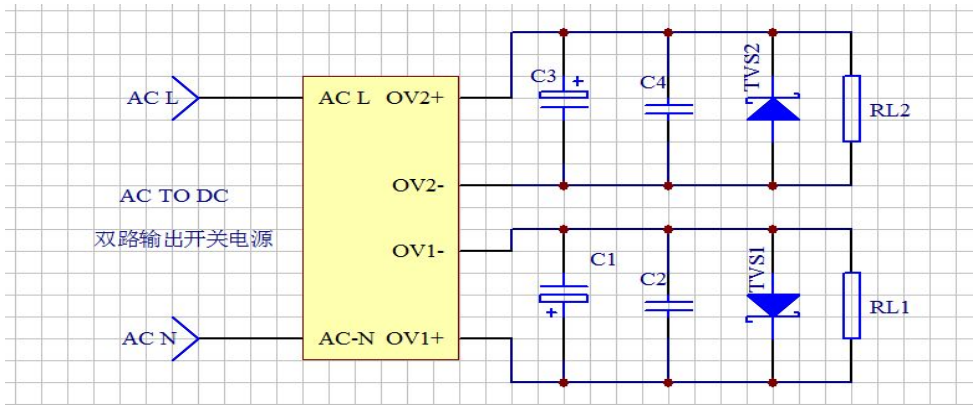 AC L
AC TO DC
双路输出开关电源
AC N
AC L OV2+
OV2-
OV1-
AC-N OV1+
C3
+
C4
TVS2
RL2
C1
+
C2
TVS1
RL1